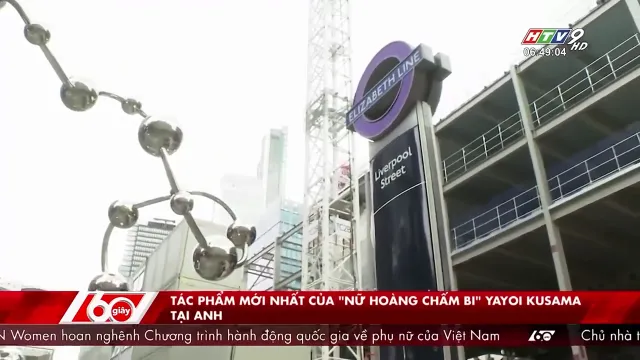 HTV9 HD
06:49:04
ELIZABETH LINE
Liverpool
Street
60 giây
TÁC PHẨM MỚI NHẤT CỦA "NỮ HOÀNG CHẤM BI" YAYOI KUSAMA
TẠI ANH
N Women hoan nghênh Chương trình hành động quốc gia về phụ nữ của Việt Nam 60 Chủ nhà t